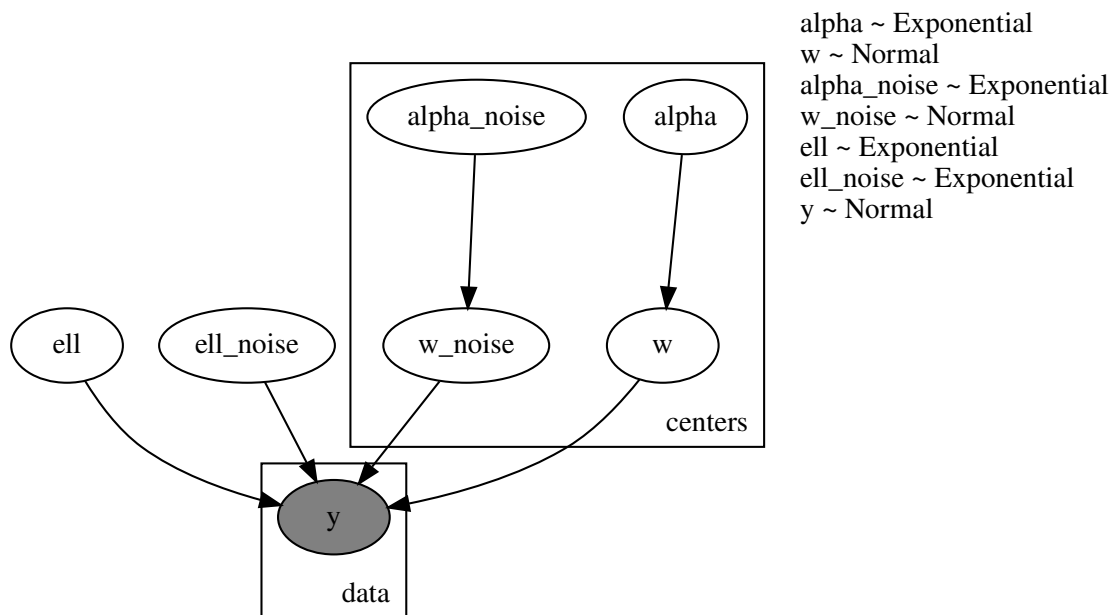 alpha ~ Exponential
w ~ Normal
alpha_noise ~ Exponential
w_noise ~ Normal
ell ~ Exponential
ell_noise ~ Exponential
y ~ Normal
alpha_noise
alpha
ell
ell_noise
w_noise
w
centers
y
data